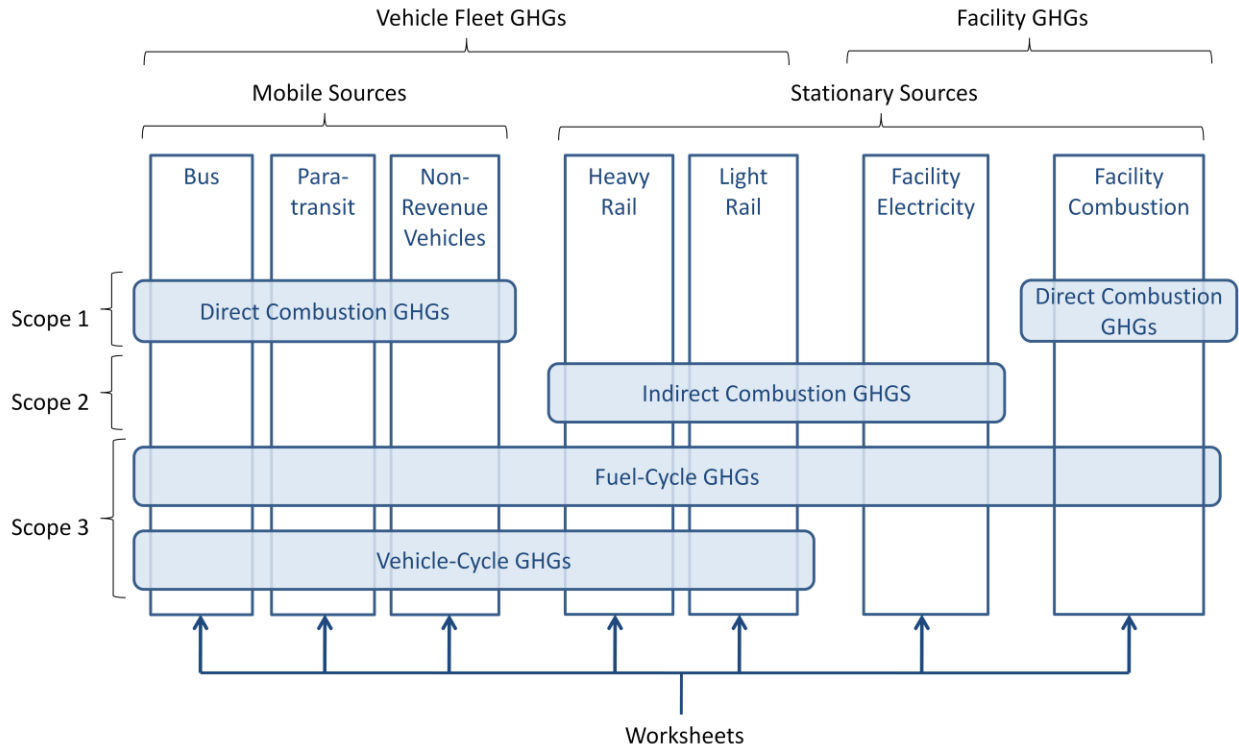 Vehicle Fleet GHGs
Facility GHGs
Mobile Sources
Stationary Sources
Bus
Para-
transit
Non-
Revenue
Vehicles
Heavy
Rail
Light
Rail
Facility
Electricity
Facility
Combustion
Scope 1
Direct Combustion GHGs
Direct Combustion
GHGs
Scope 2
Indirect Combustion GHGS
Scope 3
Fuel-Cycle GHGs
Vehicle-Cycle GHGs
Worksheets